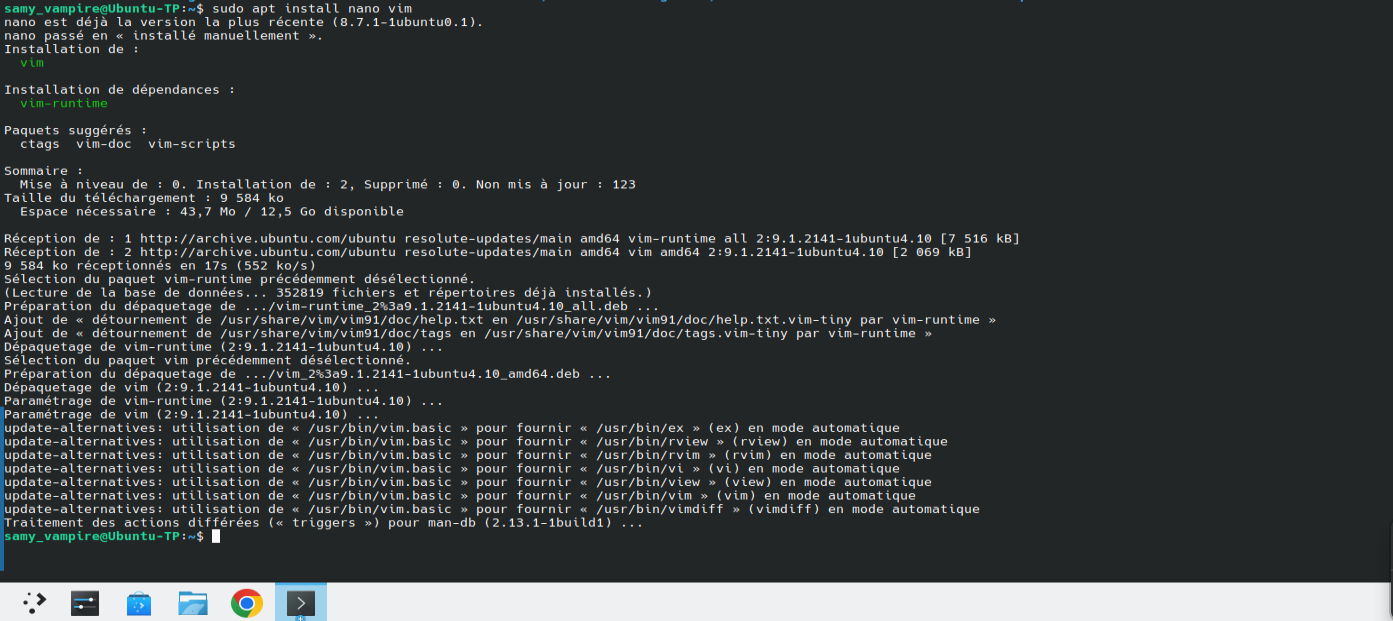 samy_vampire@Ubuntu-TP:~$ sudo apt install nano vim
nano est déjà la version la plus récente (8.7.1-1ubuntu0.1).
nano passé en « installé manuellement ».
Installation de :
  vim

Installation de dépendances :
  vim-runtime

Paquets suggérés :
  ctags  vim-doc  vim-scripts

Sommaire :
  Mise à niveau de : 0. Installation de : 2, Supprimé : 0. Non mis à jour : 123
Taille du téléchargement : 9 584 ko
  Espace nécessaire : 43,7 Mo / 12,5 Go disponible

Réception de : 1 http://archive.ubuntu.com/ubuntu resolute-updates/main amd64 vim-runtime all 2:9.1.2141-1ubuntu4.10 [7 516 kB]
Réception de : 2 http://archive.ubuntu.com/ubuntu resolute-updates/main amd64 vim amd64 2:9.1.2141-1ubuntu4.10 [2 069 kB]
9 584 ko réceptionnés en 17s (552 ko/s)
Sélection du paquet vim-runtime précédemment désélectionné.
(Lecture de la base de données... 352819 fichiers et répertoires déjà installés.)
Préparation du dépaquetage de .../vim-runtime_2%3a9.1.2141-1ubuntu4.10_all.deb ...
Ajout de « détournement de /usr/share/vim/vim91/doc/help.txt en /usr/share/vim/vim91/doc/help.txt.vim-tiny par vim-runtime »
Ajout de « détournement de /usr/share/vim/vim91/doc/tags en /usr/share/vim/vim91/doc/tags.vim-tiny par vim-runtime »
Dépaquetage de vim-runtime (2:9.1.2141-1ubuntu4.10) ...
Sélection du paquet vim précédemment désélectionné.
Préparation du dépaquetage de .../vim_2%3a9.1.2141-1ubuntu4.10_amd64.deb ...
Dépaquetage de vim (2:9.1.2141-1ubuntu4.10) ...
Paramétrage de vim-runtime (2:9.1.2141-1ubuntu4.10) ...
Paramétrage de vim (2:9.1.2141-1ubuntu4.10) ...
update-alternatives: utilisation de « /usr/bin/vim.basic » pour fournir « /usr/bin/ex » (ex) en mode automatique
update-alternatives: utilisation de « /usr/bin/vim.basic » pour fournir « /usr/bin/rview » (rview) en mode automatique
update-alternatives: utilisation de « /usr/bin/vim.basic » pour fournir « /usr/bin/rvim » (rvim) en mode automatique
update-alternatives: utilisation de « /usr/bin/vim.basic » pour fournir « /usr/bin/vi » (vi) en mode automatique
update-alternatives: utilisation de « /usr/bin/vim.basic » pour fournir « /usr/bin/view » (view) en mode automatique
update-alternatives: utilisation de « /usr/bin/vim.basic » pour fournir « /usr/bin/vim » (vim) en mode automatique
update-alternatives: utilisation de « /usr/bin/vim.basic » pour fournir « /usr/bin/vimdiff » (vimdiff) en mode automatique
Traitement des actions différées (« triggers ») pour man-db (2.13.1-1build1) ...
samy_vampire@Ubuntu-TP:~$